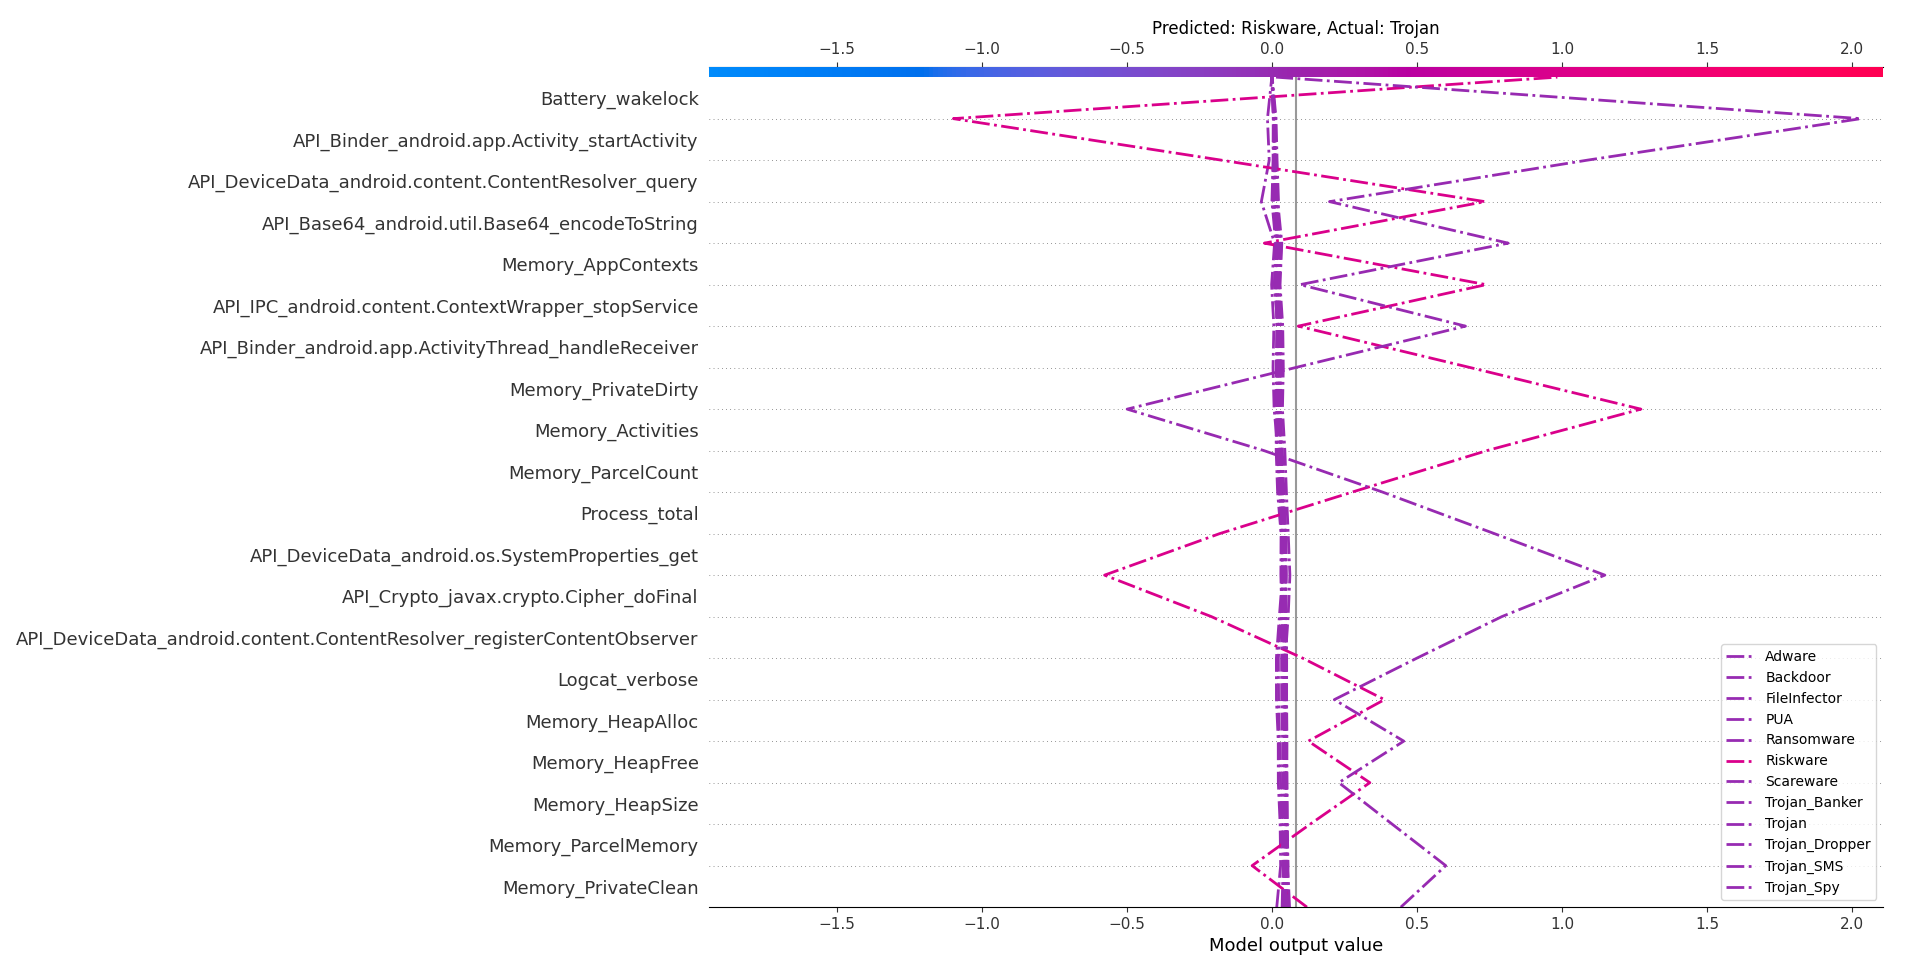 Predicted: Riskware, Actual: Trojan
−1.5 −1.0 −0.5 0.0 0.5 1.0 1.5 2.0
Battery_wakelock
API_Binder_android.app.Activity_startActivity
API_DeviceData_android.content.ContentResolver_query
API_Base64_android.util.Base64_encodeToString
Memory_AppContexts
API_IPC_android.content.ContextWrapper_stopService
API_Binder_android.app.ActivityThread_handleReceiver
Memory_PrivateDirty
Memory_Activities
Memory_ParcelCount
Process_total
API_DeviceData_android.os.SystemProperties_get
API_Crypto_javax.crypto.Cipher_doFinal
API_DeviceData_android.content.ContentResolver_registerContentObserver
Logcat_verbose
Memory_HeapAlloc
Memory_HeapFree
Memory_HeapSize
Memory_ParcelMemory
Memory_PrivateClean
Adware
Backdoor
FileInfector
PUA
Ransomware
Riskware
Scareware
Trojan_Banker
Trojan
Trojan_Dropper
Trojan_SMS
Trojan_Spy
−1.5 −1.0 −0.5 0.0 0.5 1.0 1.5 2.0
Model output value